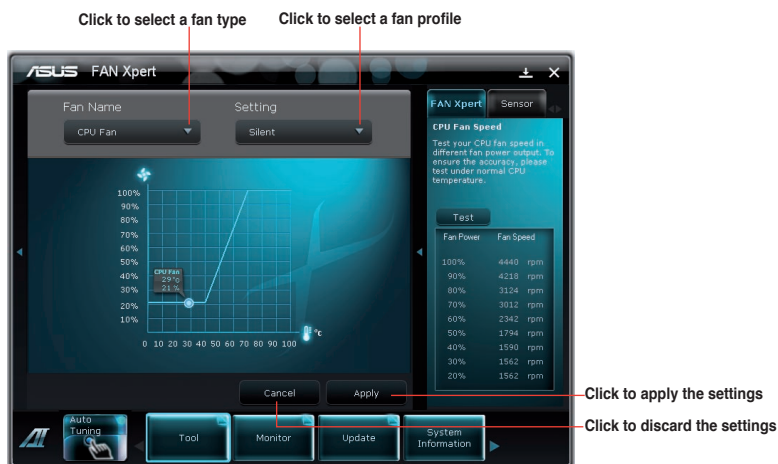 Click to select a fan type
Click to select a fan profile
ASUS FAN Xpert
Fan Name
Setting
CPU Fan
Silent
100%
90%
80%
70%
60%
50%
40%
30%
20%
10%
CPU Fan
29°c
21%
0 10 20 30 40 50 60 70 80 90 100
°c
Cancel
Apply
FAN Xpert
Sensor
CPU Fan Speed
Test your CPU fan speed in
different fan power output. To
ensure the accuracy, please
test under normal CPU
temperature.
Test
Fan Power Fan Speed
100% 4440 rpm
90% 4218 rpm
80% 3124 rpm
70% 3012 rpm
60% 2342 rpm
50% 1794 rpm
40% 1590 rpm
30% 1562 rpm
20% 1562 rpm
Click to apply the settings
Click to discard the settings
Auto
Tuning
Tool
Monitor
Update
System
Information